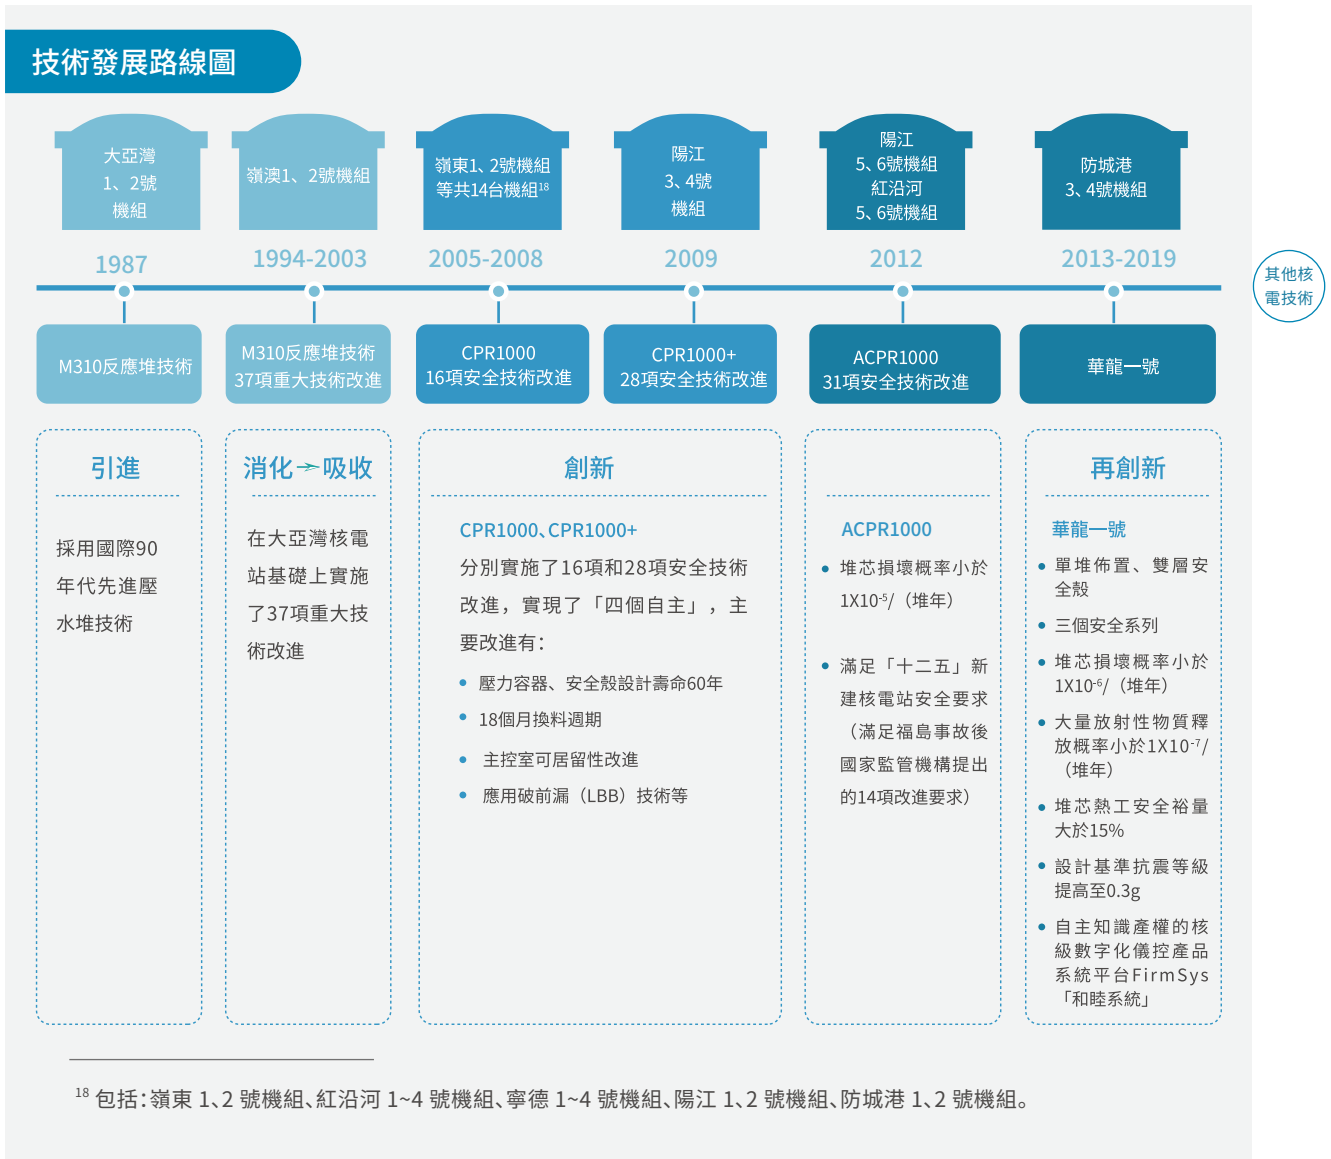 技術發展路線圖
大亞灣
1、2號
機組
嶺澳1、2號機組
嶺東1、2號機組
等共14台機組18
陽江
3、4號
機組
陽江
5、6號機組
紅沿河
5、6號機組
防城港
3、4號機組
1987
1994-2003
2005-2008
2009
2012
2013-2019
其他核
電技術
M310反應堆技術
M310反應堆技術
37項重大技術改進
CPR1000
16項安全技術改進
CPR1000+
28項安全技術改進
ACPR1000
31項安全技術改進
華龍一號
引進
採用國際90
年代先進壓
水堆技術
消化→吸收
在大亞灣核電
站基礎上實施
了37項重大技
術改進
創新
CPR1000、CPR1000+
分別實施了16項和28項安全技術
改進，實現了「四個自主」，主
要改進有：
• 壓力容器、安全殼設計壽命60年
• 18個月換料週期
• 主控室可居留性改進
• 應用破前漏（LBB）技術等
ACPR1000
• 堆芯損壞概率小於
1X10-5/（堆年）
• 滿足「十二五」新
建核電站安全要求
（滿足福島事故後
國家監管機構提出
的14項改進要求）
再創新
華龍一號
• 單堆佈置、雙層安
全殼
• 三個安全系列
• 堆芯損壞概率小於
1X10-6/（堆年）
• 大量放射性物質釋
放概率小於1X10-7/
（堆年）
• 堆芯熱工安全裕量
大於15%
• 設計基準抗震等級
提高至0.3g
• 自主知識產權的核
級數字化儀控產品
系統平台FirmSys
「和睦系統」
18 包括：嶺東 1、2 號機組、紅沿河 1~4 號機組、寧德 1~4 號機組、陽江 1、2 號機組、防城港 1、2 號機組。